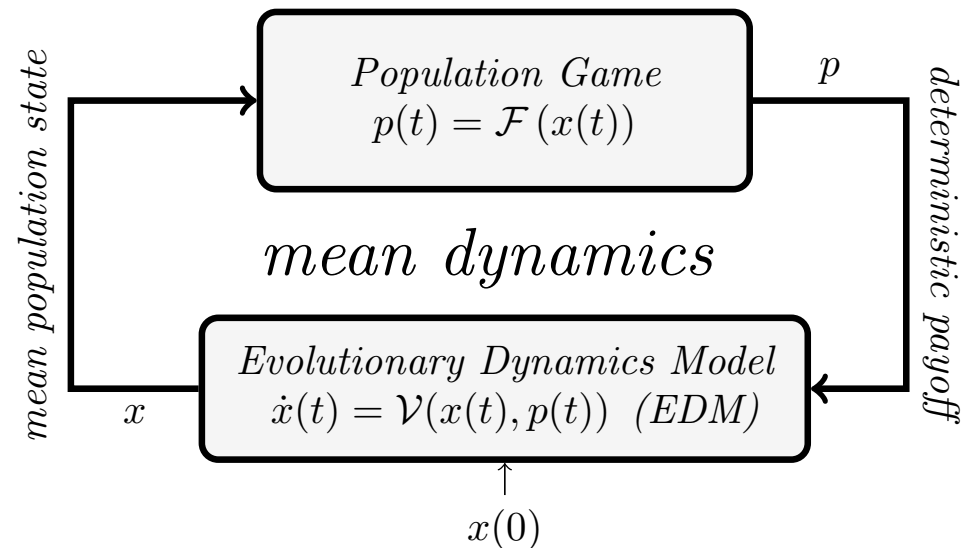 Population Game
p(t) = 𝓕 (x(t))
p
mean population state
deterministic payoff
mean dynamics
Evolutionary Dynamics Model
ẋ(t) = 𝒱(x(t), p(t)) (EDM)
x
x(0)